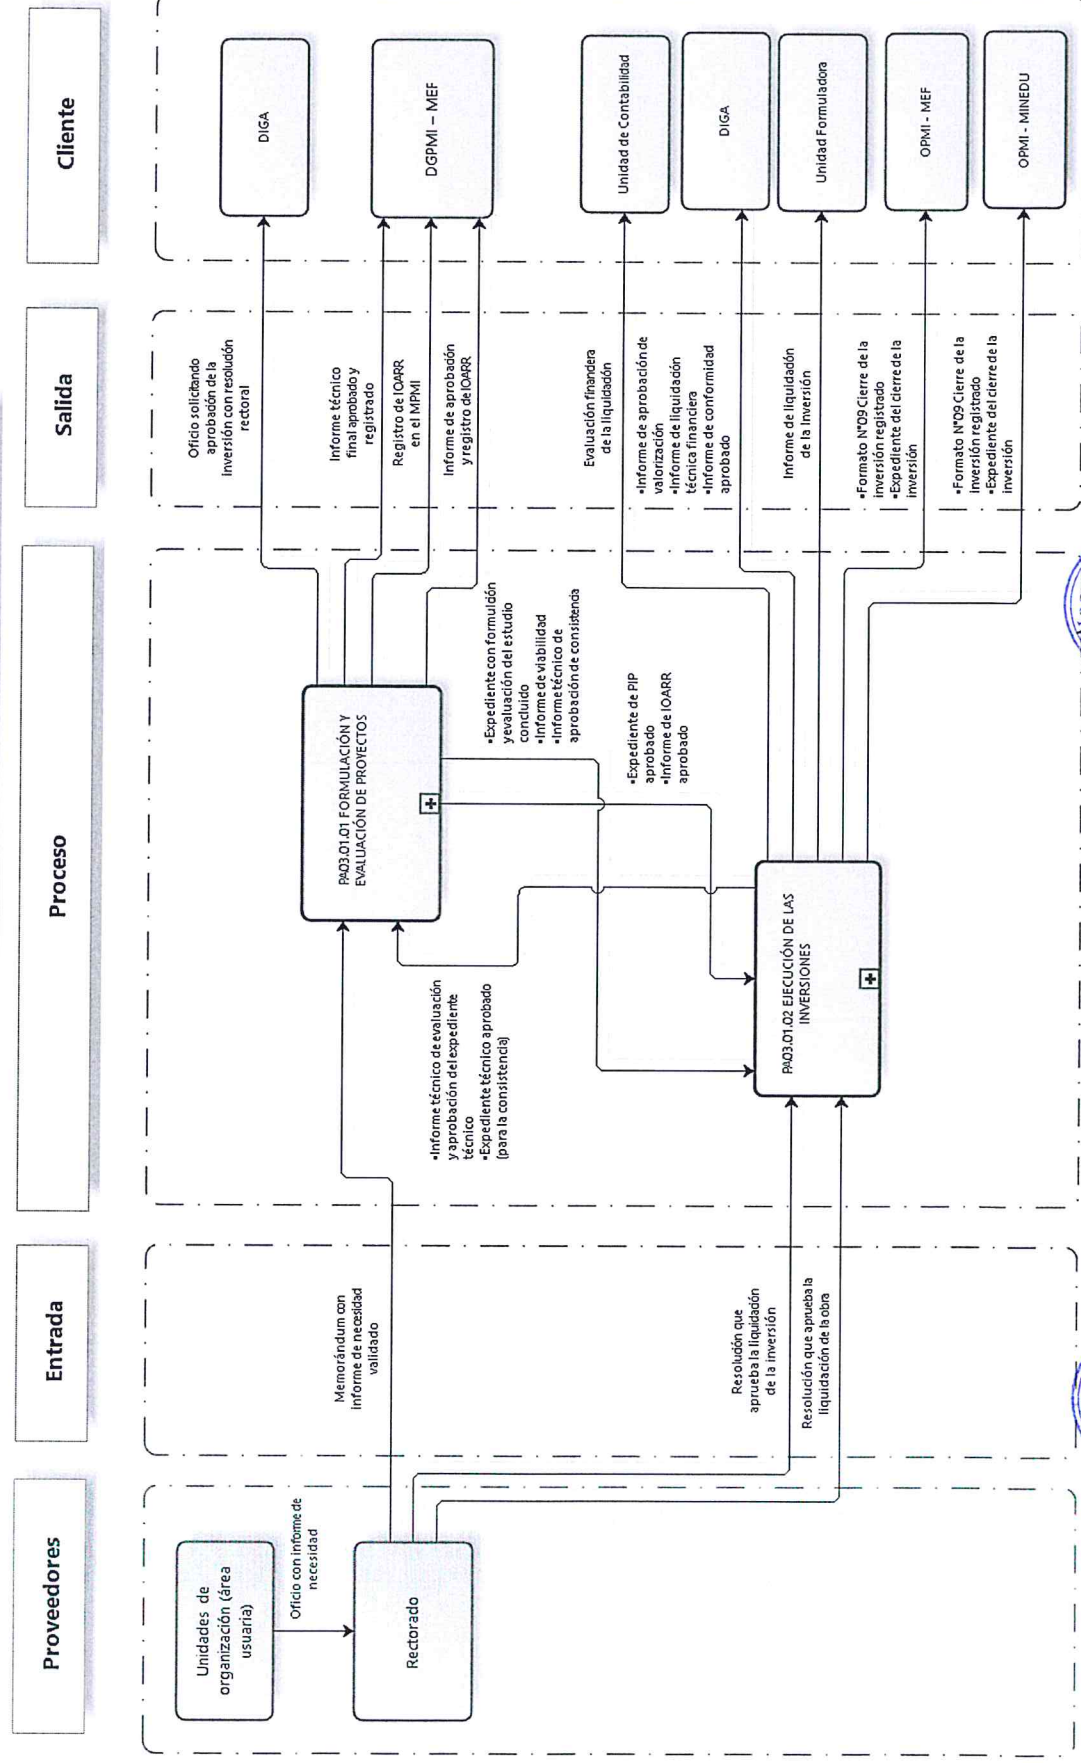 Proveedores
Entrada
Proceso
Salida
Cliente
Unidades de
organización (área
usuaria)
Oficio con informe de
necesidad
Rectorado
Memorándum con
informe de necesidad
validado
Resolución que
aprueba la liquidación
de la inversión
Resolución que aprueba la
liquidación de la obra
PA03.01.01 FORMULACIÓN Y
EVALUACIÓN DE PROYECTOS
•Informe técnico de evaluación
y aprobación del expediente
técnico
•Expediente técnico aprobado
(para la consistencia)
•Expediente con formulción
y evaluación del estudio
concluido
•Informe de viabilidad
•Informe técnico de
aprobación de consistencia
•Expediente de PIP
aprobado
•Informe de IOARR
aprobado
PA03.01.02 EJECUCIÓN DE LAS
INVERSIONES
Oficio solicitando
aprobación de la
Inversión con resolución
rectoral
Informe técnico
final aprobado y
registrado
Registro de IOARR
en el MPMI
Informe de aprobación
y registro de IOARR
Evaluación financiera
de la liquidación
•Informe de aprobación de
valorización
•Informe de liquidación
técnica financiera
•Informe de conformidad
aprobado
Informe de liquidación
de la Inversión
•Formato N°09 Cierre de la
inversión registrado
•Expediente del cierre de la
inversión
•Formato N°09 Cierre de la
inversión registrado
•Expediente del cierre de la
inversión
DIGA
DGPMI – MEF
Unidad de Contabilidad
DIGA
Unidad Formuladora
OPMI - MEF
OPMI - MINEDU